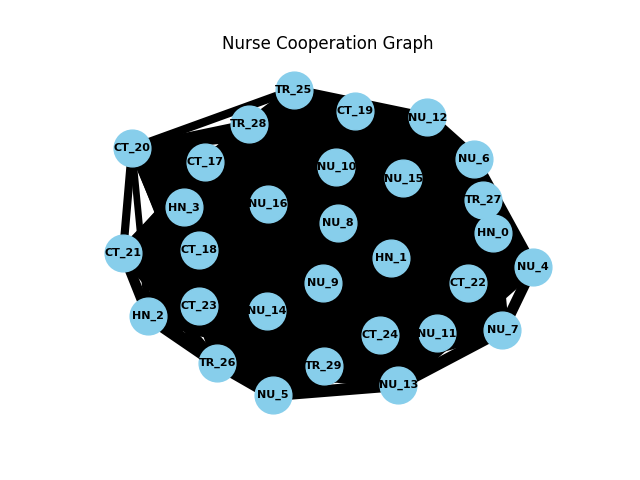 Nurse Cooperation Graph
TR_25
CT_19
NU_12
TR_28
CT_20
NU_6
CT_17
NU_10
NU_15
TR_27
HN_3
NU_16
NU_8
HN_0
CT_18
CT_21
HN_1
NU_4
NU_9
CT_22
CT_23
NU_14
HN_2
NU_7
CT_24
NU_11
TR_26
TR_29
NU_13
NU_5